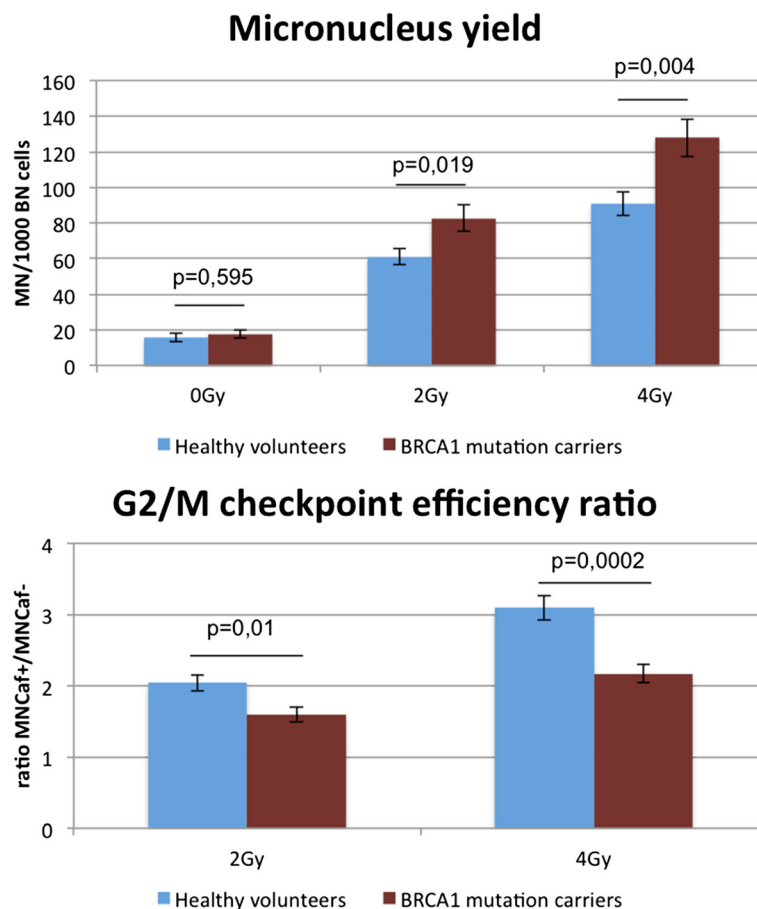 Micronucleus yield
MN/1000 BN cells
160
140
120
100
80
60
40
20
0
p=0,595
p=0,019
p=0,004
0Gy
2Gy
4Gy
Healthy volunteers
BRCA1 mutation carriers
G2/M checkpoint efficiency ratio
ratio MNCaf+/MNCaf-
4
3
2
1
0
p=0,01
p=0,0002
2Gy
4Gy
Healthy volunteers
BRCA1 mutation carriers